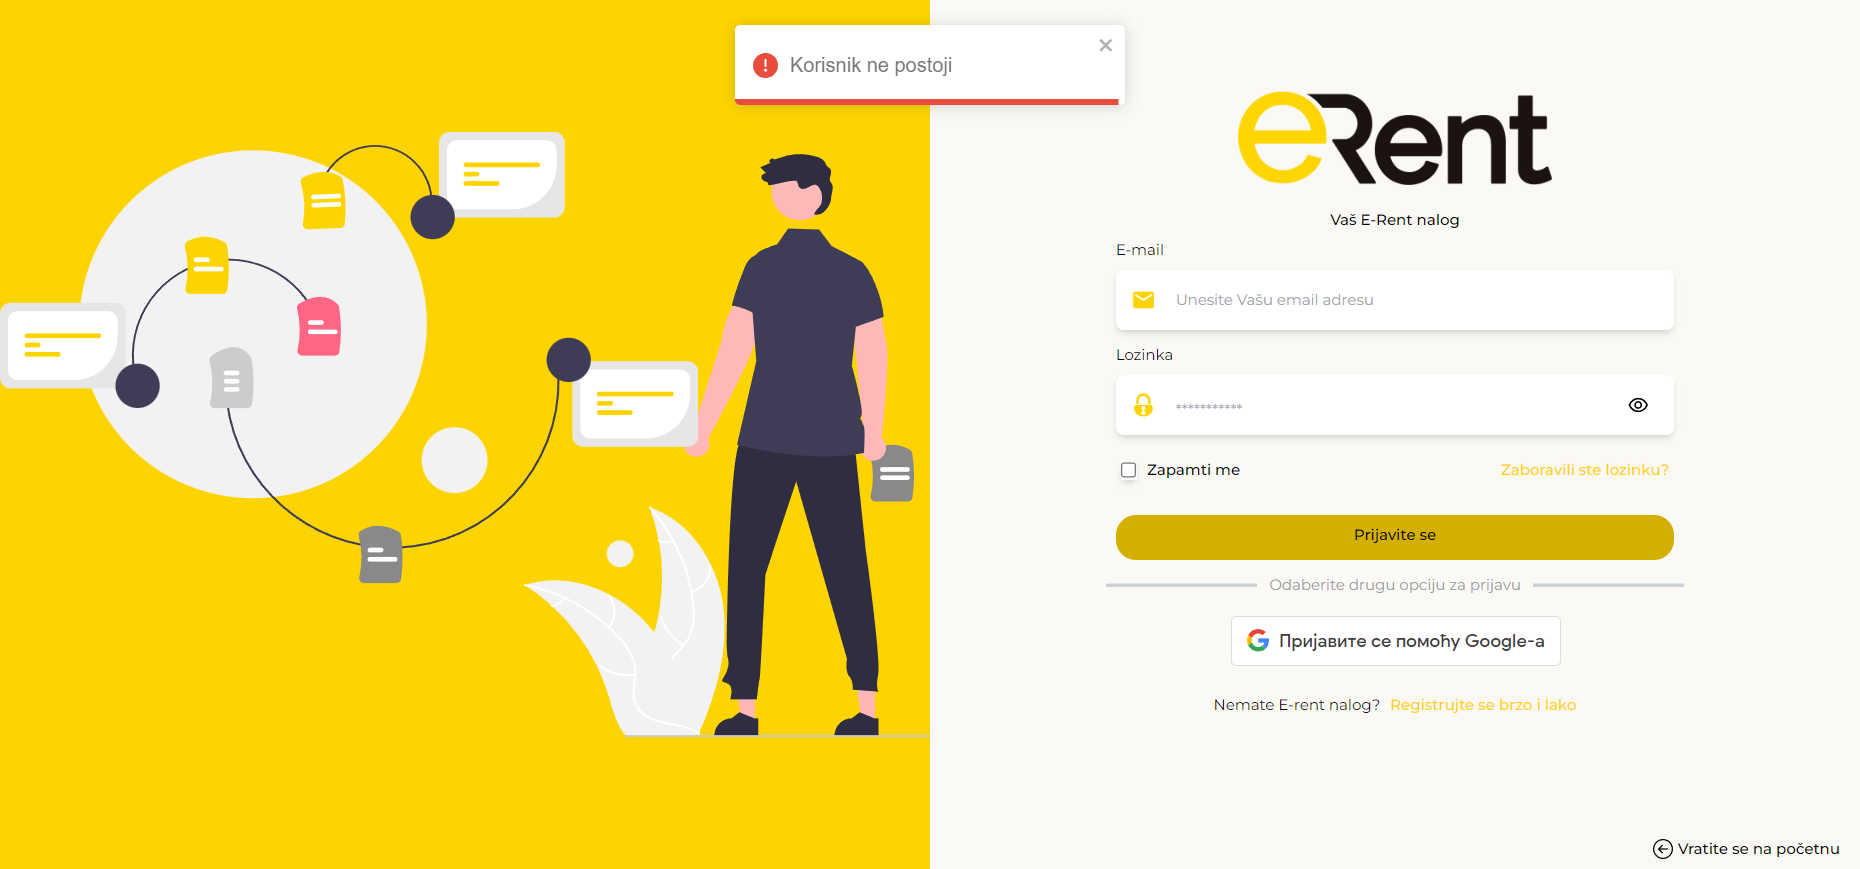 Korisnik ne postoji
eRent
Vaš E-Rent nalog
E-mail
Unesite Vašu email adresu
Lozinka
***********
Zapamti me
Zaboravili ste lozinku?
Prijavite se
Odaberite drugu opciju za prijavu
Пријавите се помоћу Google-а
Nemate E-rent nalog? Registrujte se brzo i lako
Vratite se na početnu